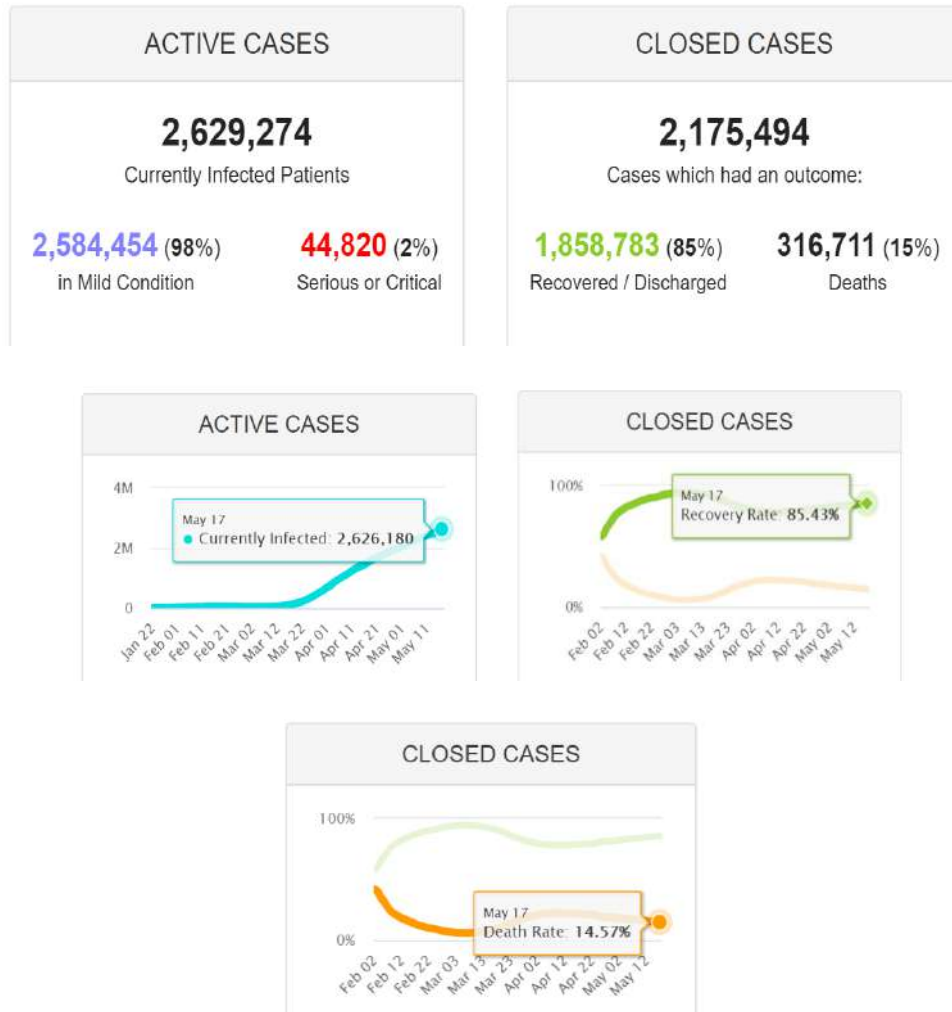 ACTIVE CASES
2,629,274
Currently Infected Patients
2,584,454 (98%)
in Mild Condition
44,820 (2%)
Serious or Critical
CLOSED CASES
2,175,494
Cases which had an outcome:
1,858,783 (85%)
Recovered / Discharged
316,711 (15%)
Deaths
ACTIVE CASES
4M
2M
0
May 17
Currently Infected: 2,626,180
Jan 22
Feb 01
Feb 11
Feb 21
Mar 02
Mar 12
Mar 22
Apr 01
Apr 11
Apr 21
May 01
May 11
CLOSED CASES
100%
0%
May 17
Recovery Rate: 85.43%
Feb 02
Feb 12
Feb 22
Mar 03
Mar 13
Mar 23
Apr 02
Apr 12
Apr 22
May 02
May 12
CLOSED CASES
100%
0%
May 17
Death Rate: 14.57%
Feb 02
Feb 12
Feb 22
Mar 03
Mar 13
Mar 23
Apr 02
Apr 12
Apr 22
May 02
May 12